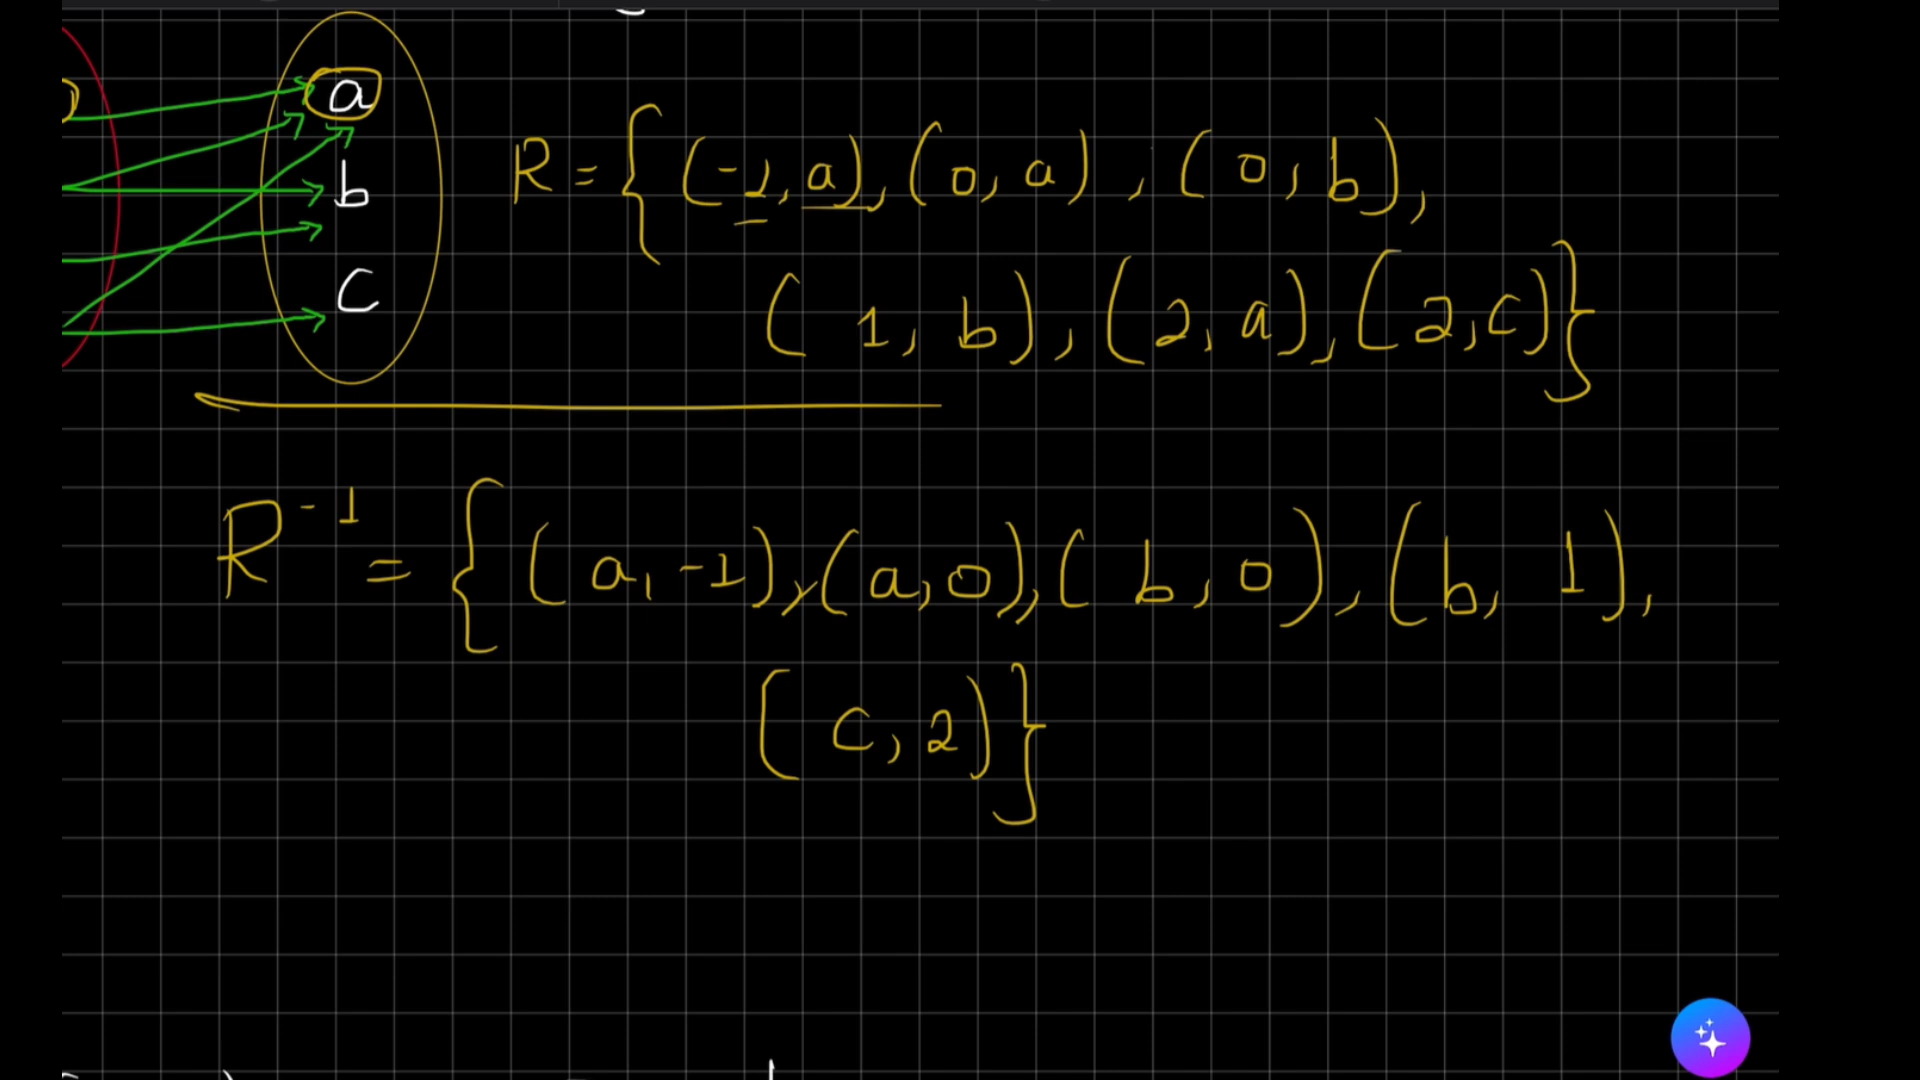 a
b
c
R = { (-1, a), (0, a), (0, b),
(1, b), (2, a), (2, c) }
R⁻¹ = { (a, -1), (a, 0), (b, 0), (b, 1),
(c, 2) }